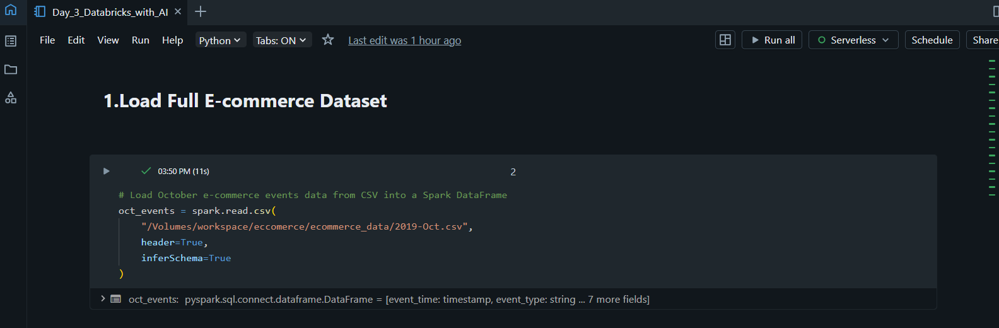 Day_3_Databricks_with_AI
File Edit View Run Help Python Tabs: ON Last edit was 1 hour ago Run all Serverless Schedule Share
1.Load Full E-commerce Dataset
03:50 PM (11s) 2
# Load October e-commerce events data from CSV into a Spark DataFrame
oct_events = spark.read.csv(
"/Volumes/workspace/eccomerce/ecommerce_data/2019-Oct.csv",
header=True,
inferSchema=True
)
oct_events: pyspark.sql.connect.dataframe.DataFrame = [event_time: timestamp, event_type: string ... 7 more fields]